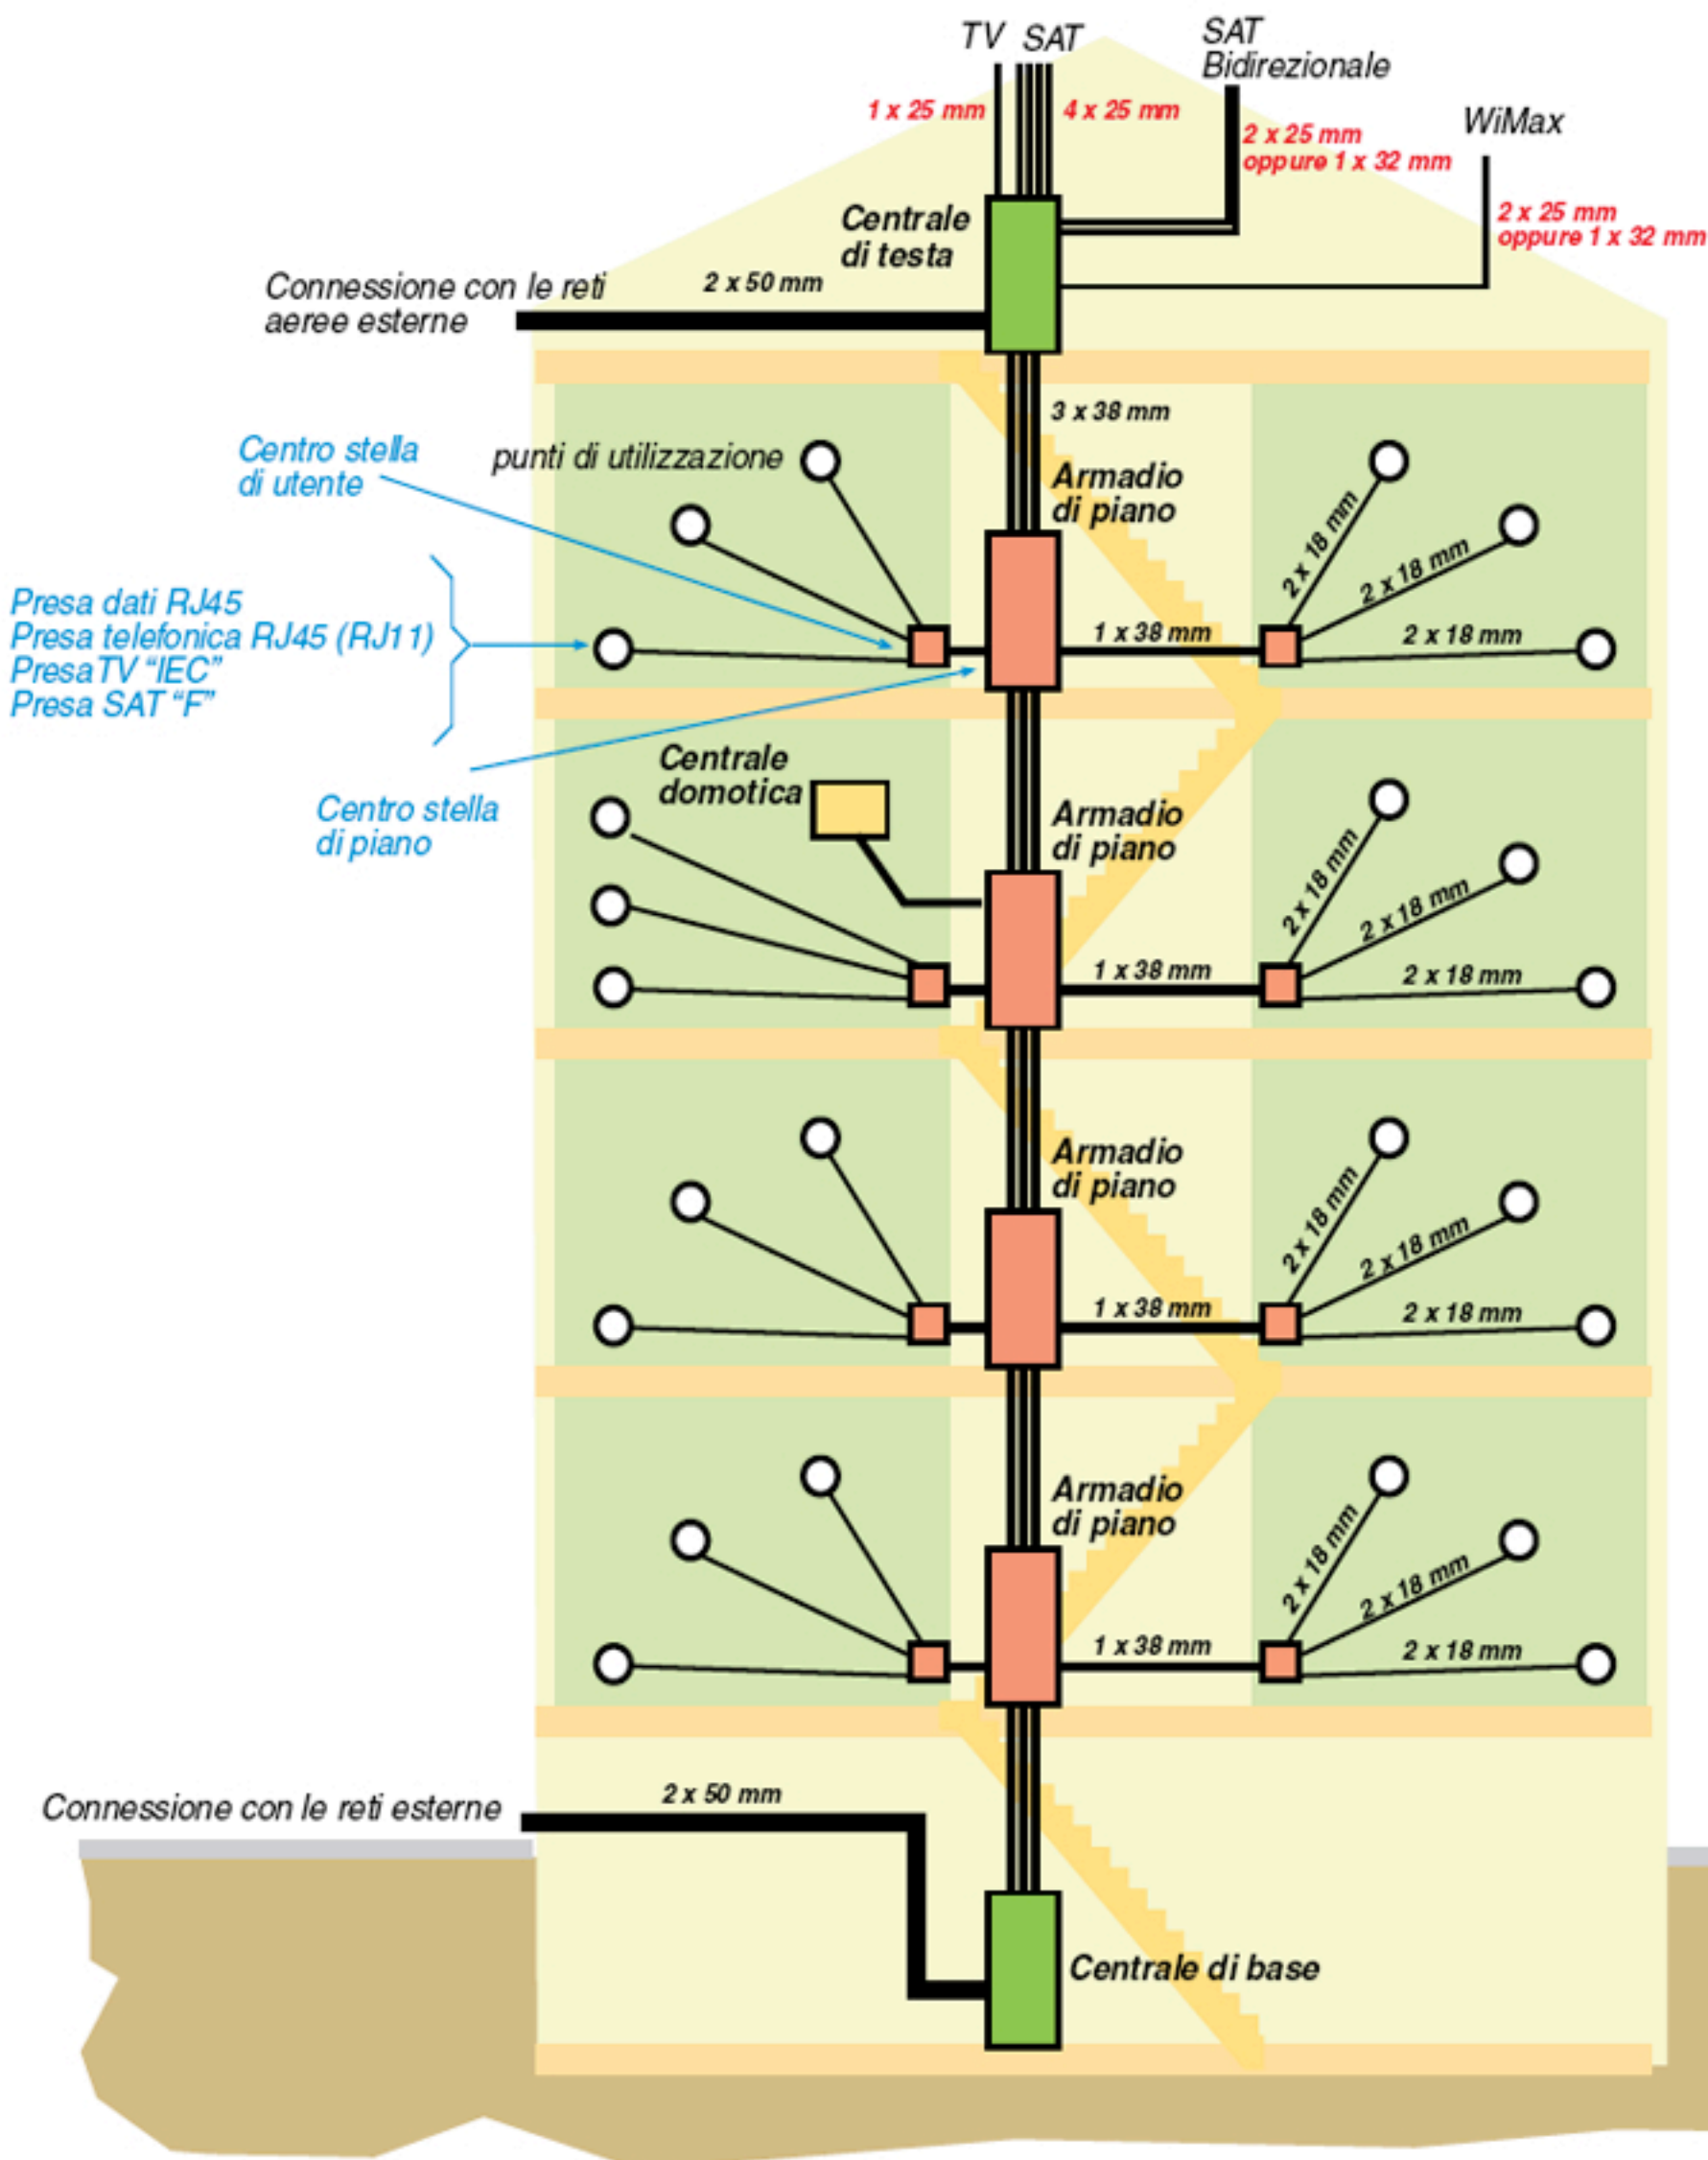 TV SAT
SAT
Bidirezionale
1 x 25 mm
4 x 25 mm
2 x 25 mm
oppure 1 x 32 mm
WiMax
2 x 25 mm
oppure 1 x 32 mm
Centrale
di testa
Connessione con le reti
aeree esterne
2 x 50 mm
3 x 38 mm
Centro stella
di utente
punti di utilizzazione
Armadio
di piano
2 x 18 mm
2 x 18 mm
Presa dati RJ45
Presa telefonica RJ45 (RJ11)
Presa TV “IEC”
Presa SAT “F”
1 x 38 mm
2 x 18 mm
Centro stella
di piano
Centrale
domotica
Armadio
di piano
2 x 18 mm
2 x 18 mm
1 x 38 mm
2 x 18 mm
Armadio
di piano
2 x 18 mm
2 x 18 mm
1 x 38 mm
2 x 18 mm
Armadio
di piano
2 x 18 mm
2 x 18 mm
1 x 38 mm
2 x 18 mm
Connessione con le reti esterne
2 x 50 mm
Centrale di base